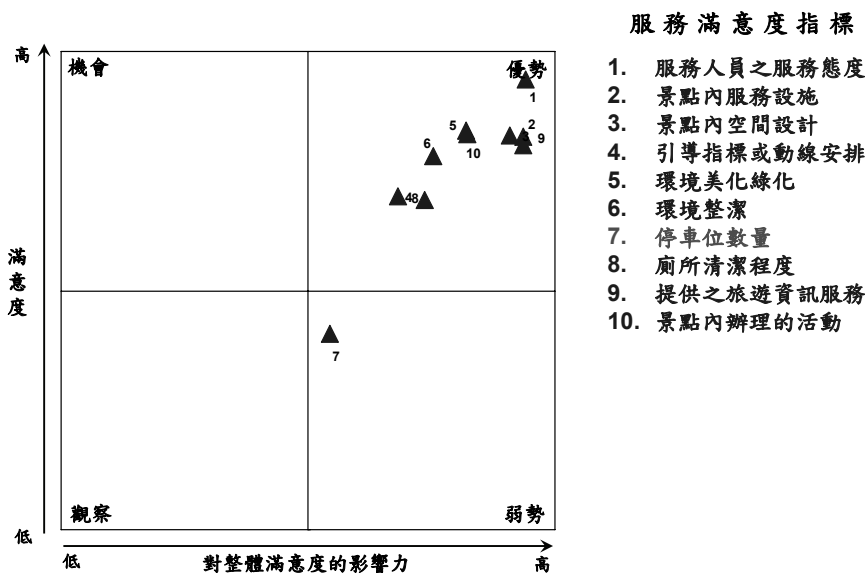 服務滿意度指標
1. 服務人員之服務態度
2. 景點內服務設施
3. 景點內空間設計
4. 引導指標或動線安排
5. 環境美化綠化
6. 環境整潔
7. 停車位數量
8. 廁所清潔程度
9. 提供之旅遊資訊服務
10. 景點內辦理的活動
高
機會
優勢
1
5
2
6
10
9
48
滿意度
7
觀察
弱勢
低
低
對整體滿意度的影響力
高